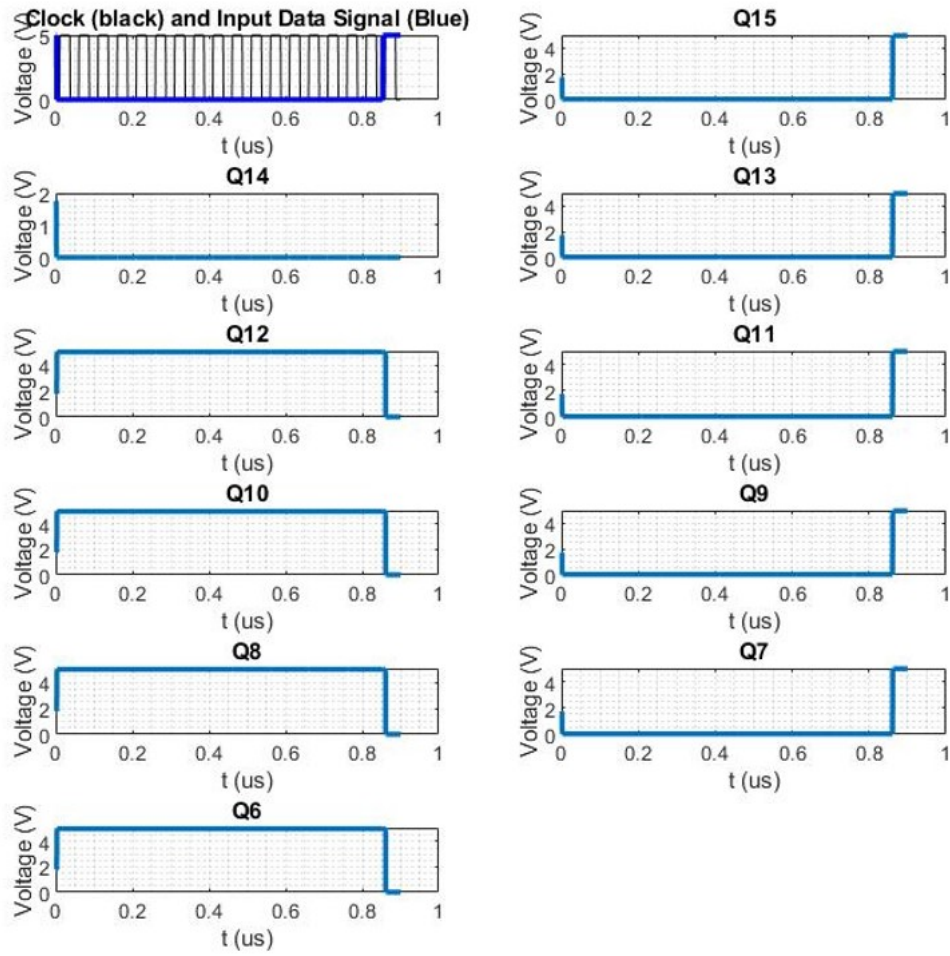 Clock (black) and Input Data Signal (Blue)
Voltage (V)
5
0
0 0.2 0.4 0.6 0.8 1
t (us)
Q15
Voltage (V)
4
2
0
0 0.2 0.4 0.6 0.8 1
t (us)
Q14
Voltage (V)
2
1
0
0 0.2 0.4 0.6 0.8 1
t (us)
Q13
Voltage (V)
4
2
0
0 0.2 0.4 0.6 0.8 1
t (us)
Q12
Voltage (V)
4
2
0
0 0.2 0.4 0.6 0.8 1
t (us)
Q11
Voltage (V)
4
2
0
0 0.2 0.4 0.6 0.8 1
t (us)
Q10
Voltage (V)
4
2
0
0 0.2 0.4 0.6 0.8 1
t (us)
Q9
Voltage (V)
4
2
0
0 0.2 0.4 0.6 0.8 1
t (us)
Q8
Voltage (V)
4
2
0
0 0.2 0.4 0.6 0.8 1
t (us)
Q7
Voltage (V)
4
2
0
0 0.2 0.4 0.6 0.8 1
t (us)
Q6
Voltage (V)
4
2
0
0 0.2 0.4 0.6 0.8 1
t (us)